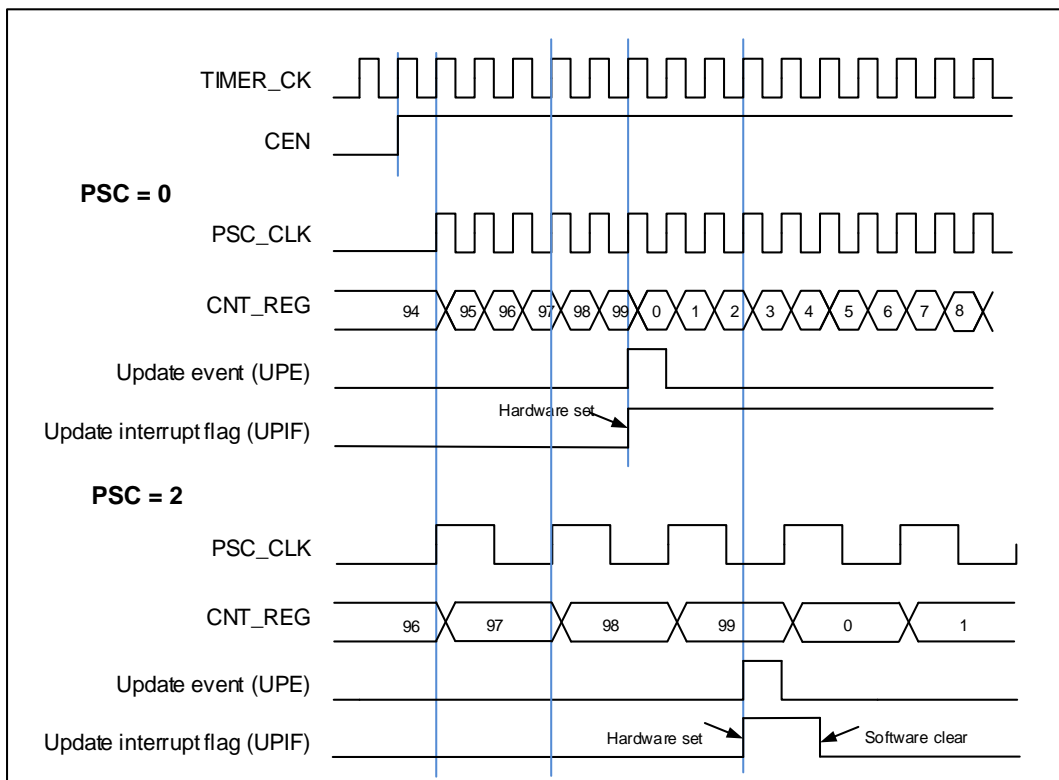 TIMER_CK
CEN
PSC = 0
PSC_CLK
CNT_REG 94 95 96 97 98 99 0 1 2 3 4 5 6 7 8
Update event (UPE)
Hardware set
Update interrupt flag (UPIF)
PSC = 2
PSC_CLK
CNT_REG 96 97 98 99 0 1
Update event (UPE)
Update interrupt flag (UPIF) Hardware set Software clear